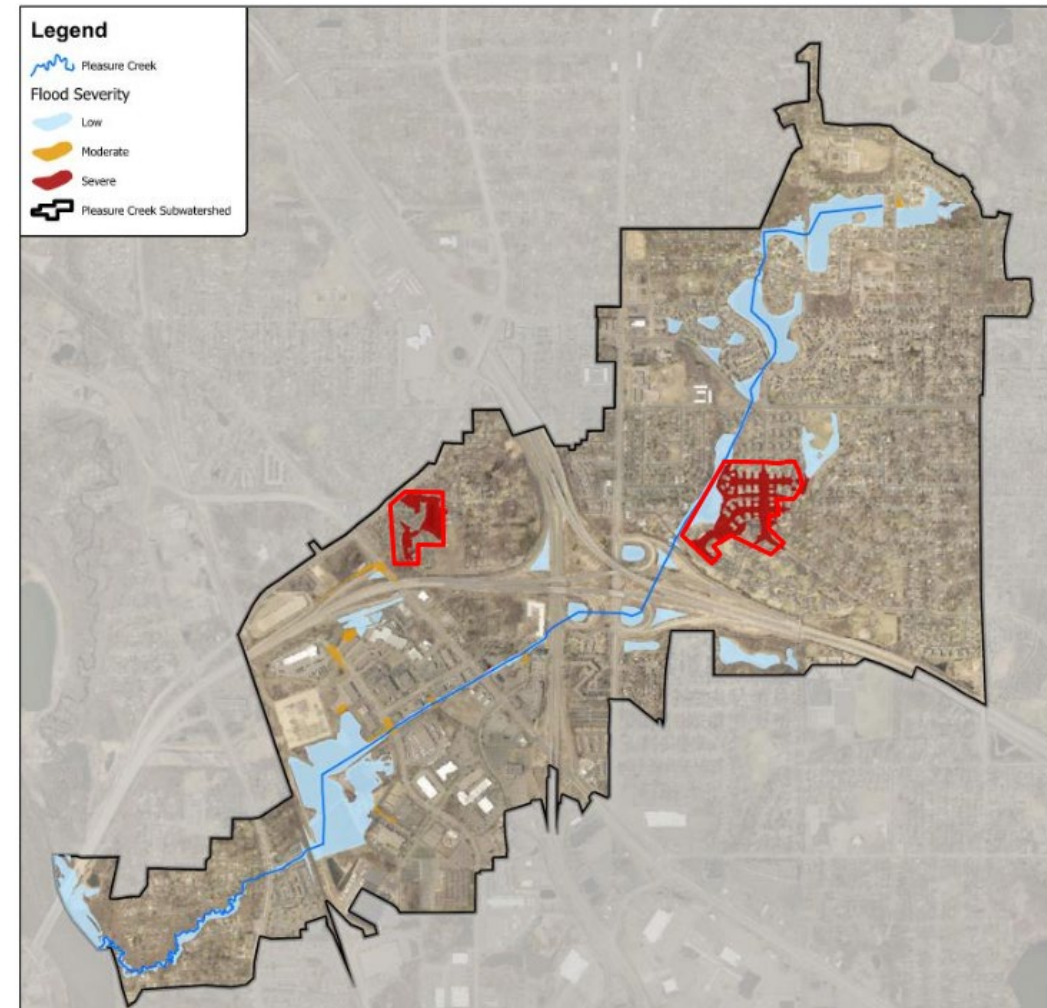 Legend
Pleasure Creek
Flood Severity
Low
Moderate
Severe
Pleasure Creek Subwatershed